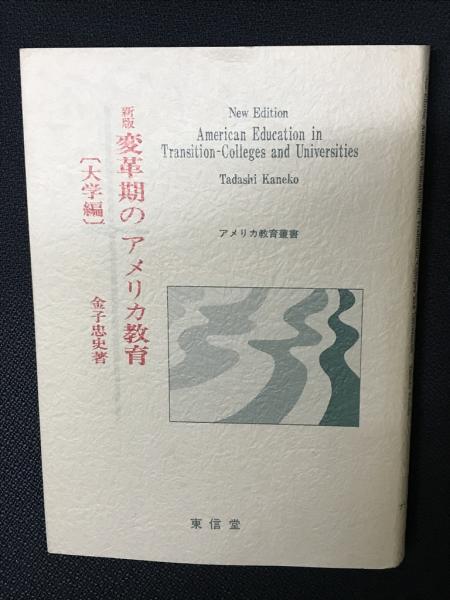 新版 変革期のアメリカ教育
［大学編］
金子忠史著
New Edition
American Education in
Transition-Colleges and Universities
Tadashi Kaneko
アメリカ教育叢書
東信堂